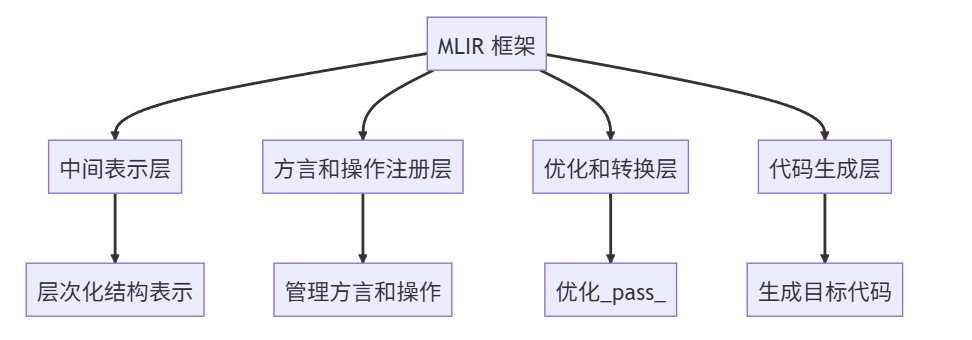 MLIR 框架
中间表示层
方言和操作注册层
优化和转换层
代码生成层
层次化结构表示
管理方言和操作
优化_pass_
生成目标代码